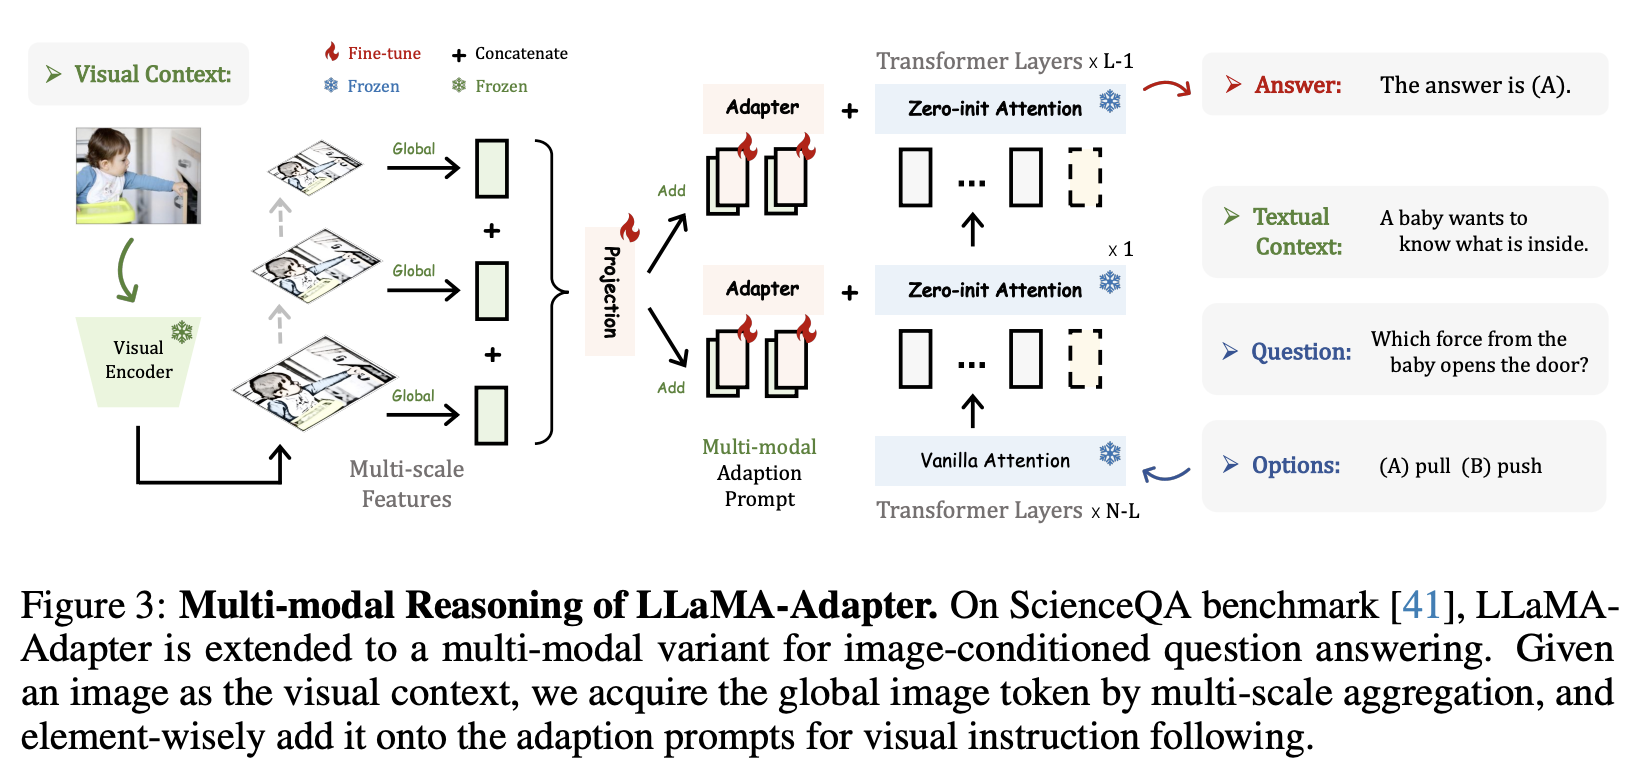 Visual Context:
Fine-tune
Concatenate
Frozen
Frozen
Visual
Encoder
Global
Global
Global
Multi-scale
Features
Projection
Add
Add
Transformer Layers x L-1
Adapter
+
Zero-init Attention
...
x 1
Adapter
+
Zero-init Attention
...
Multi-modal
Adaption
Prompt
Vanilla Attention
Transformer Layers x N-L
Answer: The answer is (A).
Textual
Context:
A baby wants to
know what is inside.
Question:
Which force from the
baby opens the door?
Options: (A) pull (B) push
Figure 3: Multi-modal Reasoning of LLaMA-Adapter. On ScienceQA benchmark [41], LLaMA-
Adapter is extended to a multi-modal variant for image-conditioned question answering. Given
an image as the visual context, we acquire the global image token by multi-scale aggregation, and
element-wisely add it onto the adaption prompts for visual instruction following.